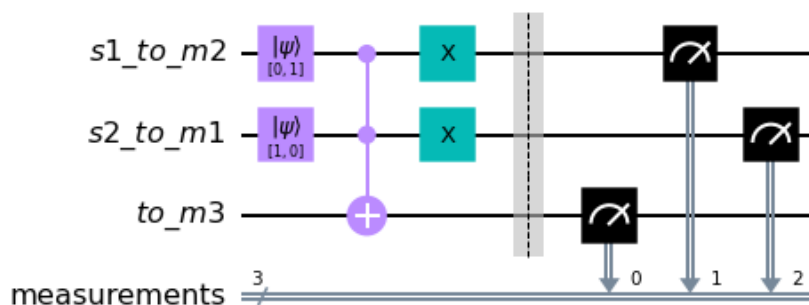 s1_to_m2 |ψ⟩ [0, 1] X
s2_to_m1 |ψ⟩ [1, 0] X
to_m3
measurements 3 0 1 2